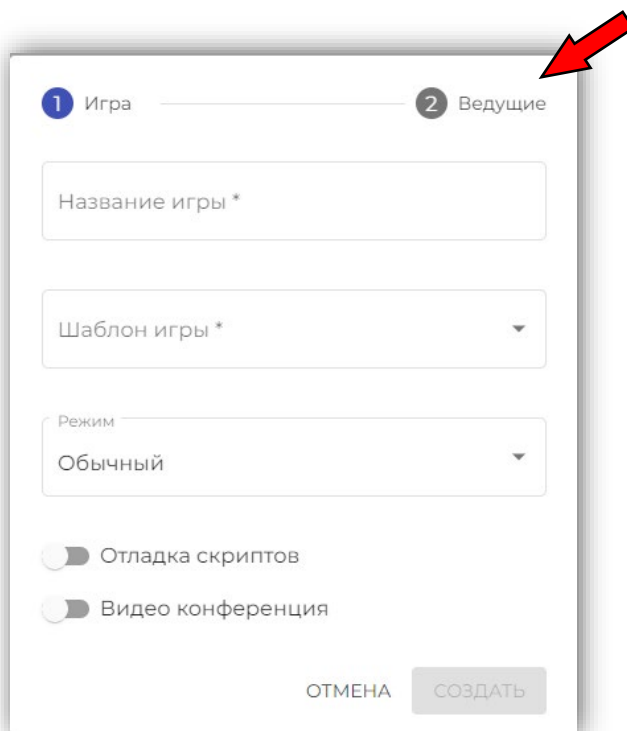 1 Игра 2 Ведущие
Название игры *
Шаблон игры *
Режим
Обычный
Отладка скриптов
Видео конференция
ОТМЕНА СОЗДАТЬ